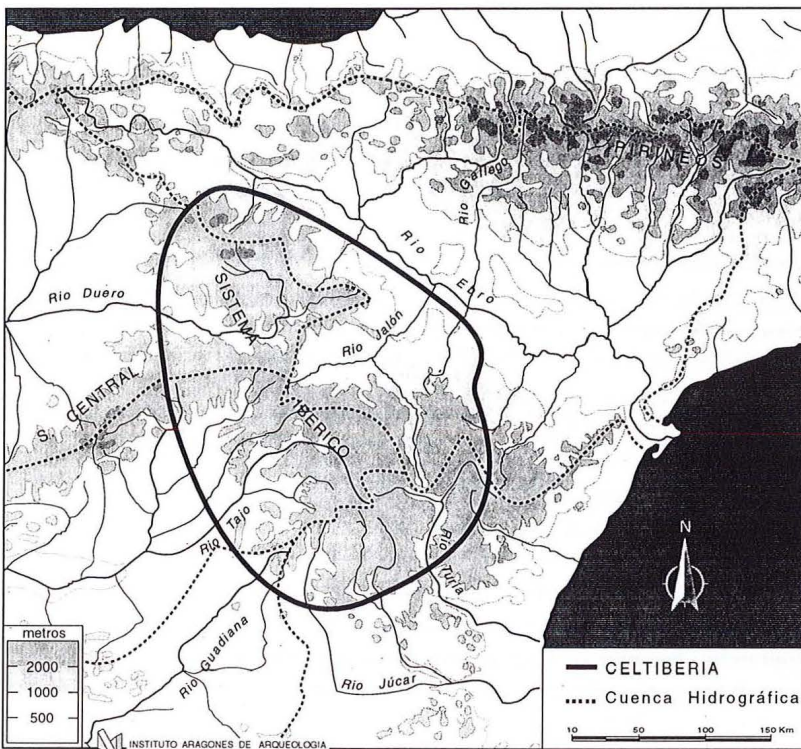 PIRINEOS
Rio Gallego
Rio Ebro
Rio Duero
SISTEMA
Rio Jalón
S. CENTRAL
IBERICO
Rio Tajo
Rio Turia
Rio Guadiana
Rio Júcar
N
metros
2000
1000
500
CELTIBERIA
Cuenca Hidrográfica
10 50 100 150 Km
INSTITUTO ARAGONES DE ARQUEOLOGIA